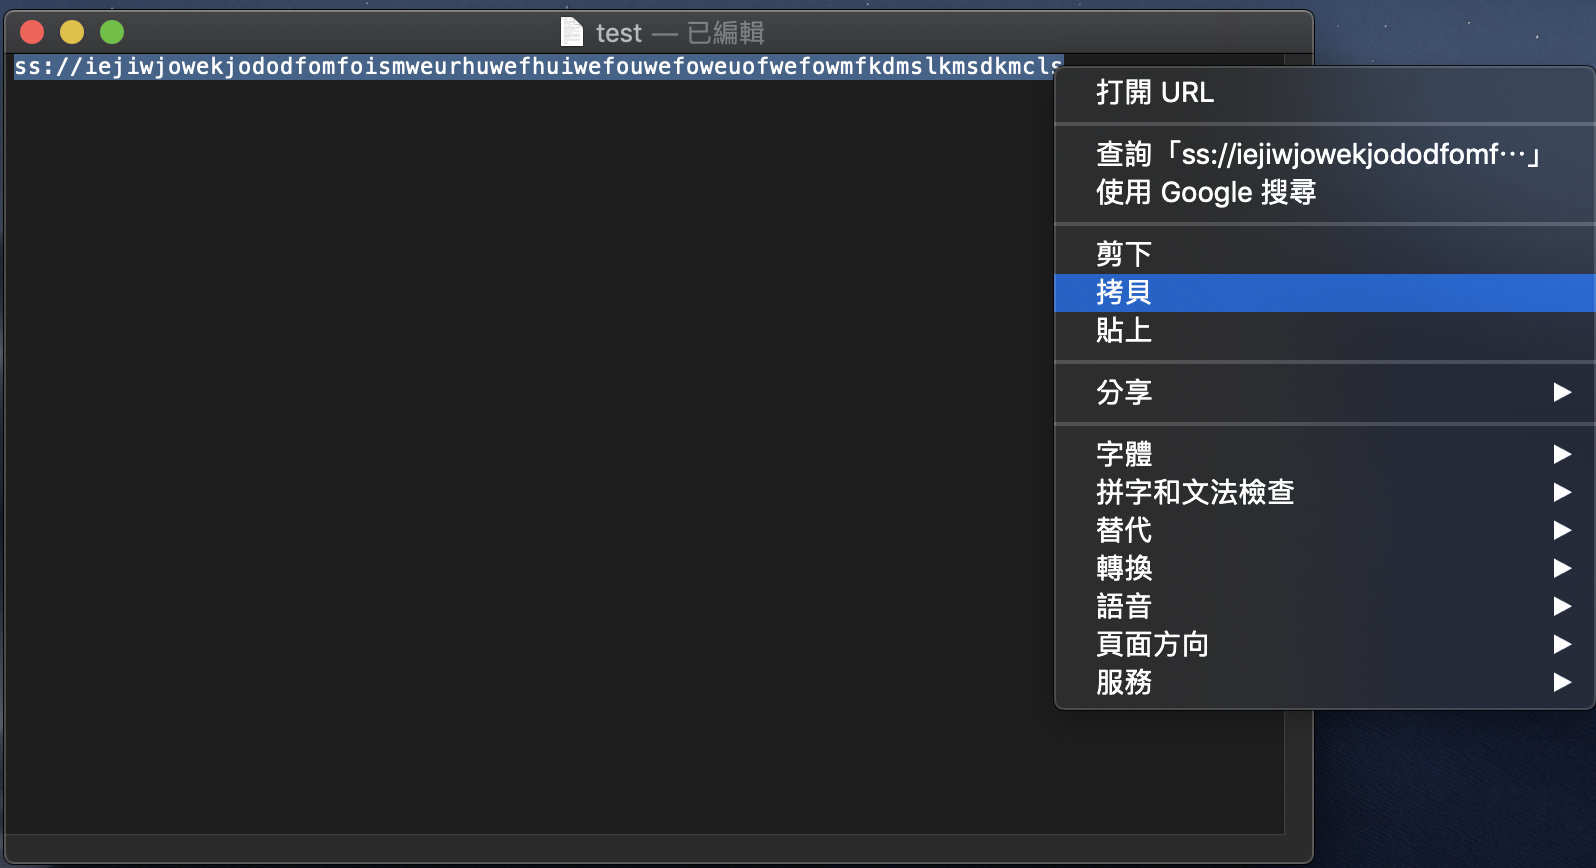 test — 已編輯
ss://iejiwjowekjododfomfoismweurhuwefhuiwefouwefoweuofwefowmfkdmslkmsdkmcls
打開 URL
查詢「ss://iejiwjowekjododfomf⋯」
使用 Google 搜尋
剪下
拷貝
貼上
分享
字體
拼字和文法檢查
替代
轉換
語音
頁面方向
服務